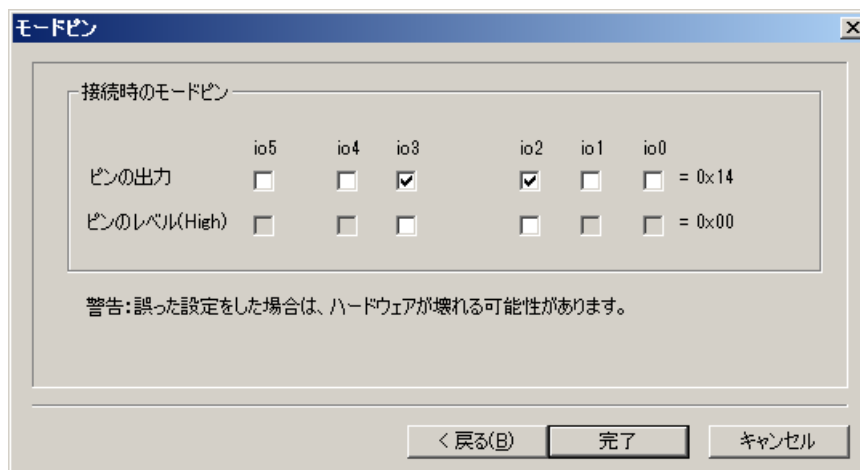 モードピン
接続時のモードピン
io5 io4 io3 io2 io1 io0
ピンの出力 = 0x14
ピンのレベル(High) = 0x00
警告:誤った設定をした場合は、ハードウェアが壊れる可能性があります。
< 戻る(B) 完了 キャンセル